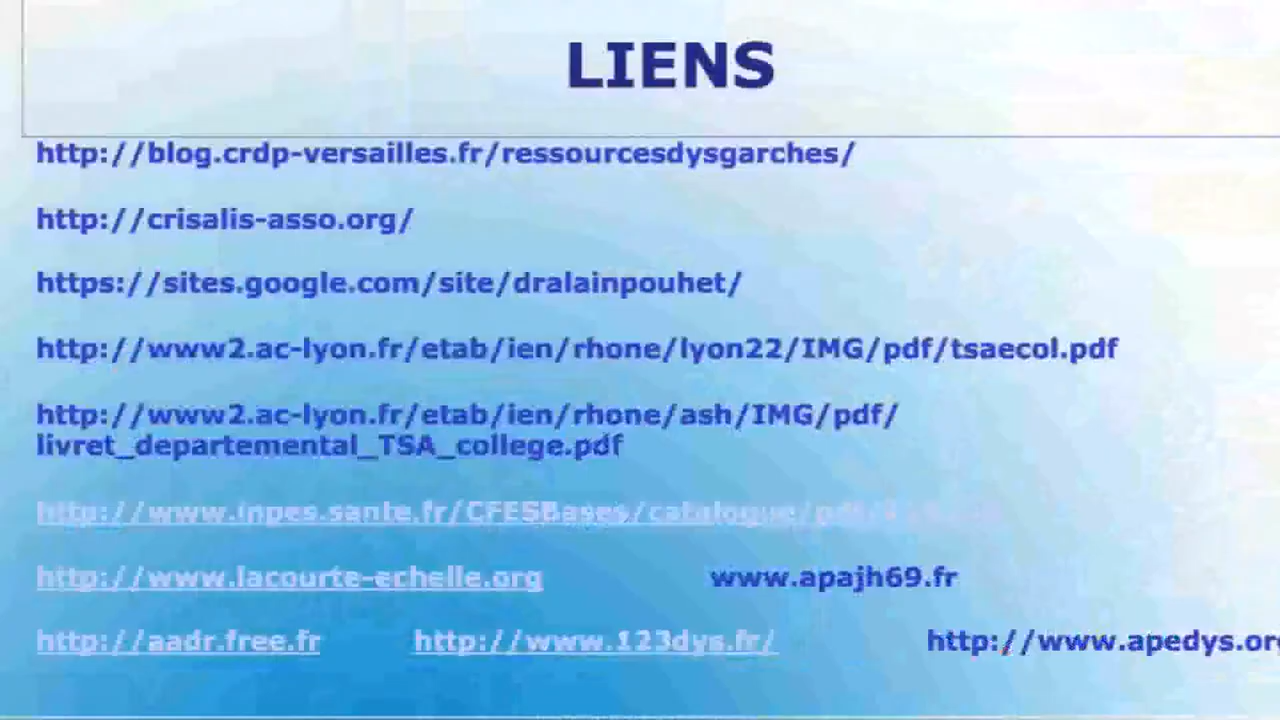 LIENS
http://blog.crdp-versailles.fr/ressourcesdysgarches/
http://crisalis-asso.org/
https://sites.google.com/site/dralainpouhet/
http://www2.ac-lyon.fr/etab/ien/rhone/lyon22/IMG/pdf/tsaecol.pdf
http://www2.ac-lyon.fr/etab/ien/rhone/ash/IMG/pdf/
livret_departemental_TSA_college.pdf
http://www.inpes.sante.fr/CFESBases/catalogue/pdf/
http://www.lacourte-echelle.org www.apajh69.fr
http://aadr.free.fr http://www.123dys.fr/ http://www.apedys.org